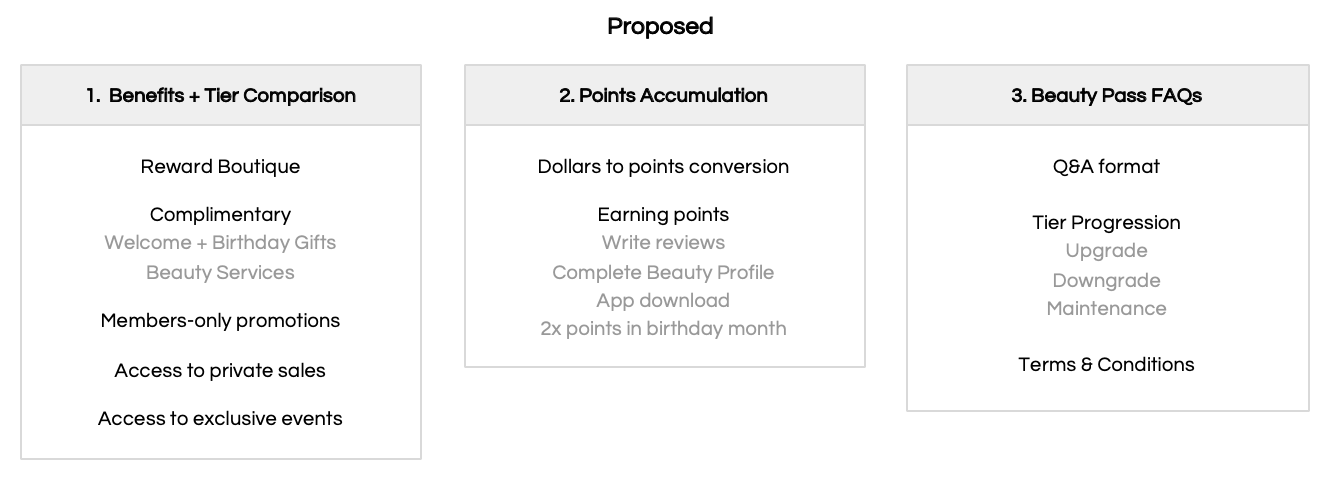 Proposed
1. Benefits + Tier Comparison
Reward Boutique
Complimentary
Welcome + Birthday Gifts
Beauty Services
Members-only promotions
Access to private sales
Access to exclusive events
2. Points Accumulation
Dollars to points conversion
Earning points
Write reviews
Complete Beauty Profile
App download
2x points in birthday month
3. Beauty Pass FAQs
Q&A format
Tier Progression
Upgrade
Downgrade
Maintenance
Terms & Conditions